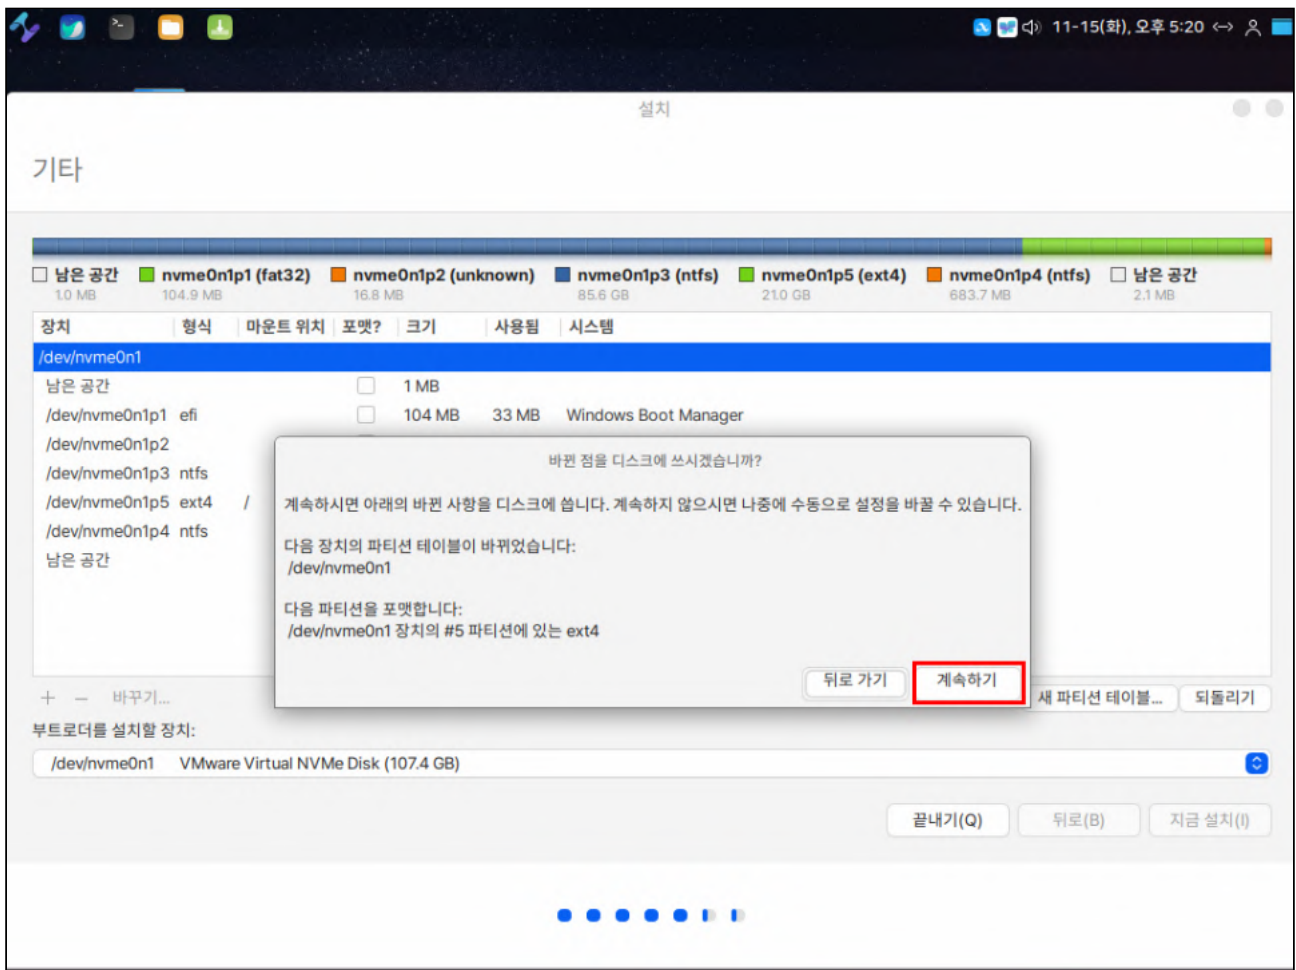 11-15(화), 오후 5:20
설치
기타
남은 공간 nvme0n1p1 (fat32) nvme0n1p2 (unknown) nvme0n1p3 (ntfs) nvme0n1p5 (ext4) nvme0n1p4 (ntfs) 남은 공간
1.0 MB 104.9 MB 16.8 MB 85.6 GB 21.0 GB 683.7 MB 2.1 MB
장치 형식 마운트 위치 포맷? 크기 사용됨 시스템
/dev/nvme0n1
남은 공간 1 MB
/dev/nvme0n1p1 efi 104 MB 33 MB Windows Boot Manager
/dev/nvme0n1p2
/dev/nvme0n1p3 ntfs
/dev/nvme0n1p5 ext4 /
/dev/nvme0n1p4 ntfs
남은 공간
바뀐 점을 디스크에 쓰시겠습니까?
계속하시면 아래의 바뀐 사항을 디스크에 씁니다. 계속하지 않으시면 나중에 수동으로 설정을 바꿀 수 있습니다.
다음 장치의 파티션 테이블이 바뀌었습니다:
/dev/nvme0n1
다음 파티션을 포맷합니다:
/dev/nvme0n1 장치의 #5 파티션에 있는 ext4
뒤로 가기 계속하기
+ − 바꾸기... 새 파티션 테이블... 되돌리기
부트로더를 설치할 장치:
/dev/nvme0n1 VMware Virtual NVMe Disk (107.4 GB)
끝내기(Q) 뒤로(B) 지금 설치(I)